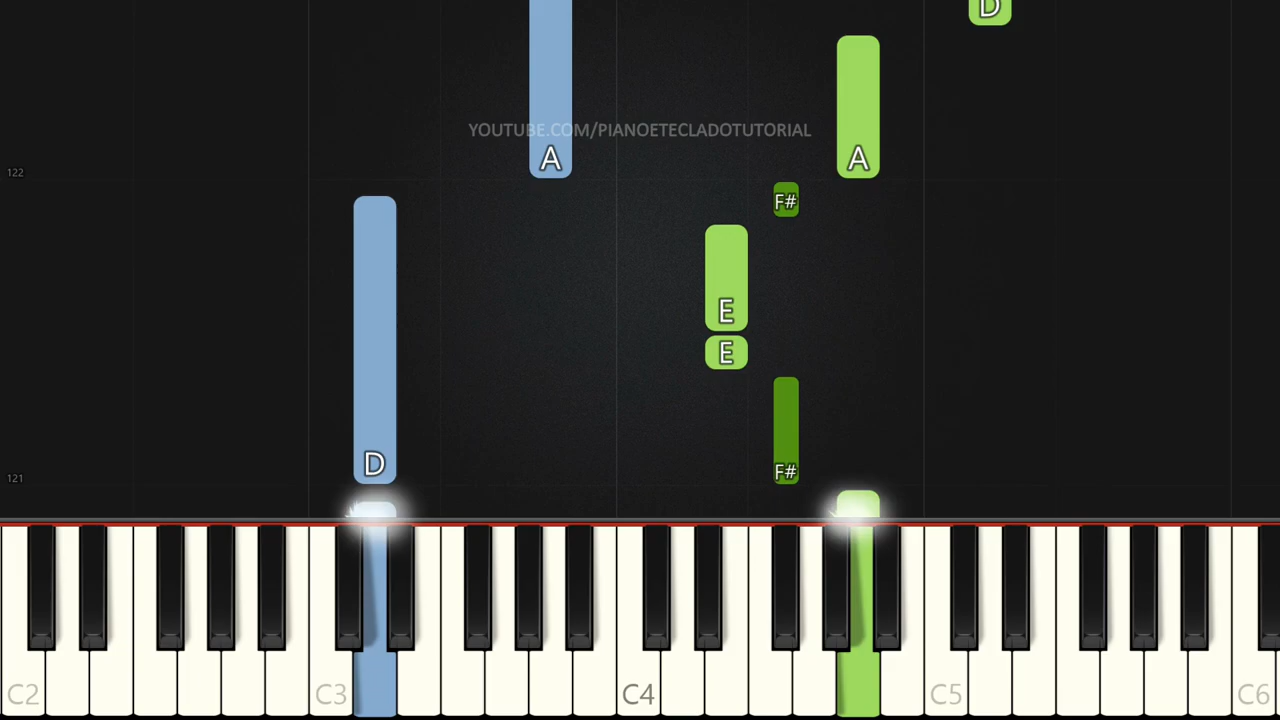 D
YOUTUBE.COM/PIANOETECLADOTUTORIAL
A A
122
F#
E
E
D
F#
121
C2 C3 C4 C5 C6